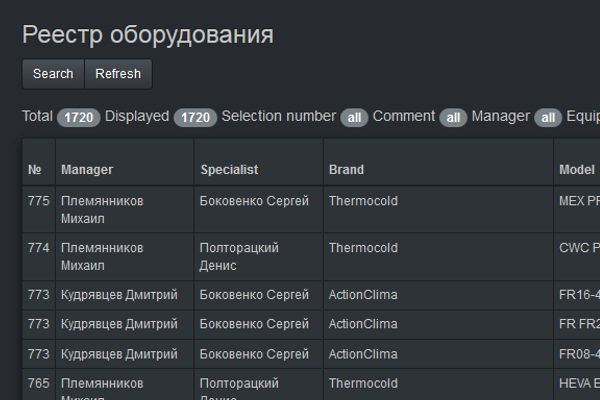 Реестр оборудования
Search Refresh
Total 1720 Displayed 1720 Selection number all Comment all Manager all Equip
№ Manager Specialist Brand Model
775 Племянников Михаил Боковенко Сергей Thermocold MEX
774 Племянников Михаил Полторацкий Денис Thermocold CWC
773 Кудрявцев Дмитрий Боковенко Сергей ActionClima FR16-4
773 Кудрявцев Дмитрий Боковенко Сергей ActionClima FR FR2
773 Кудрявцев Дмитрий Боковенко Сергей ActionClima FR08-4
765 Племянников Михаил Полторацкий Денис Thermocold HEVA